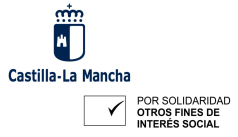 Castilla-La Mancha
POR SOLIDARIDAD
OTROS FINES DE
INTERÉS SOCIAL